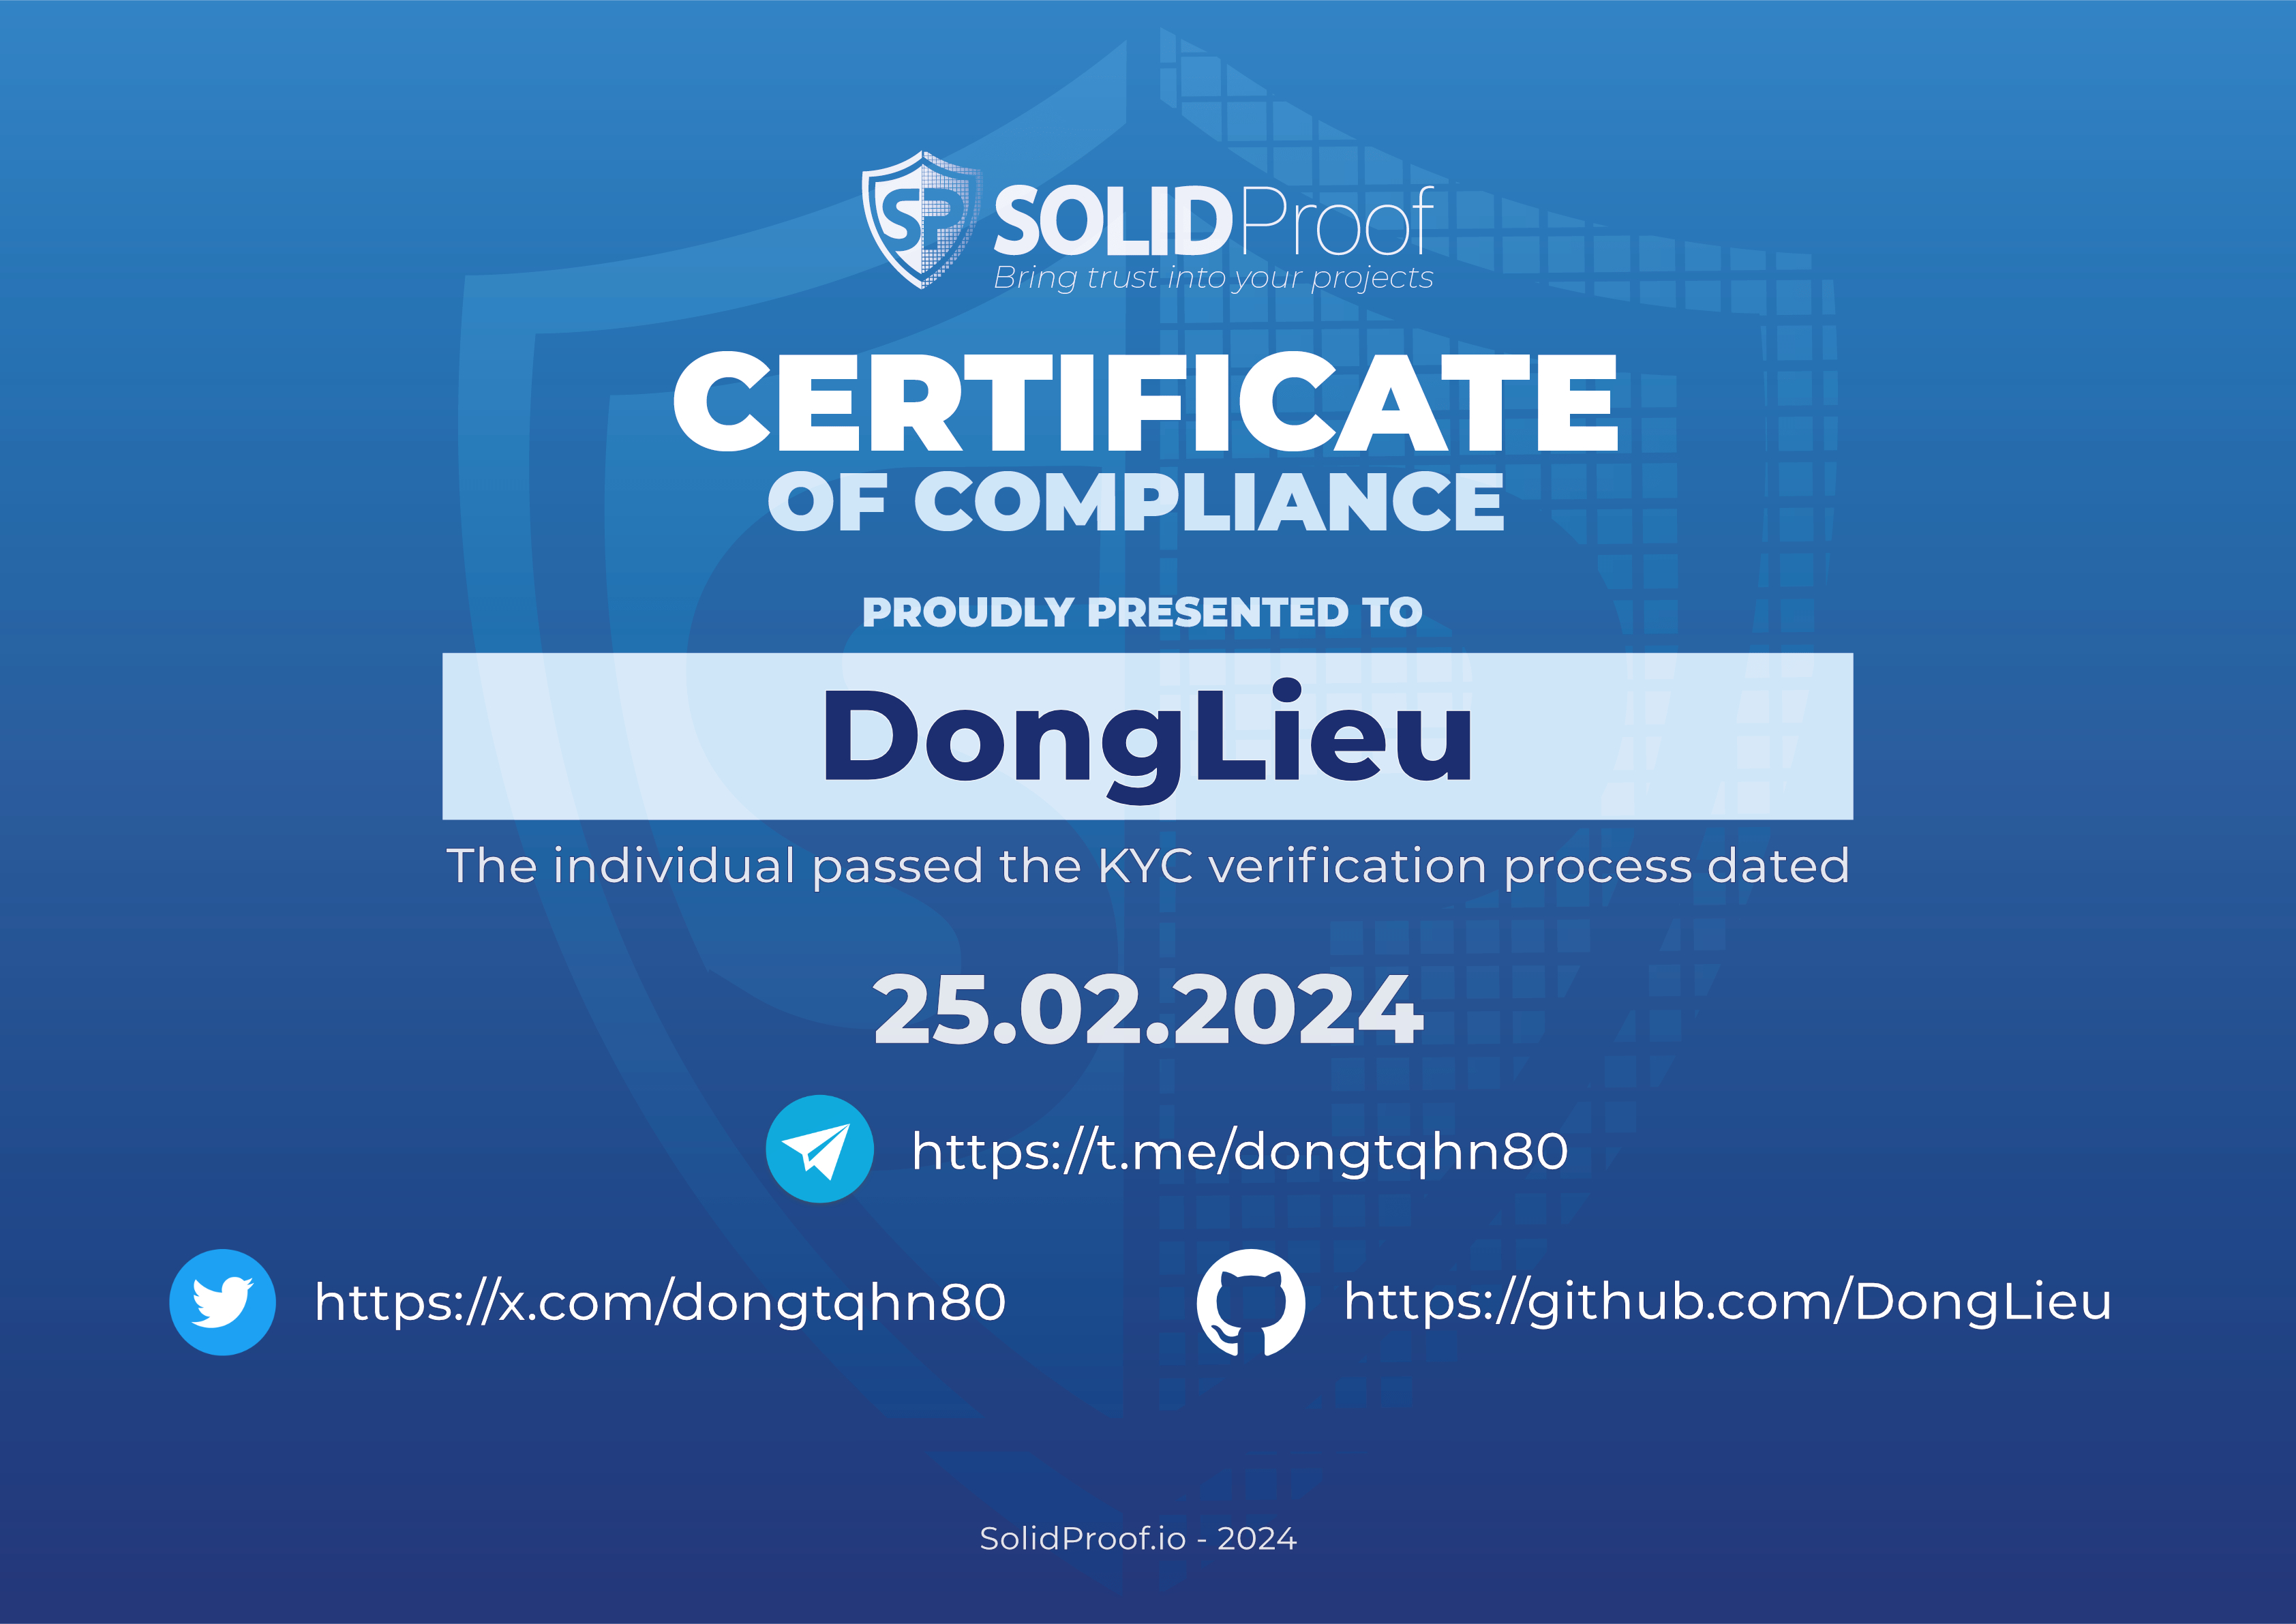 SP SOLIDProof
Bring trust into your projects
CERTIFICATE
OF COMPLIANCE
PROUDLY PRESENTED TO
DongLieu
The individual passed the KYC verification process dated
25.02.2024
https://t.me/dongtqhn80
https://x.com/dongtqhn80
https://github.com/DongLieu
SolidProof.io - 2024